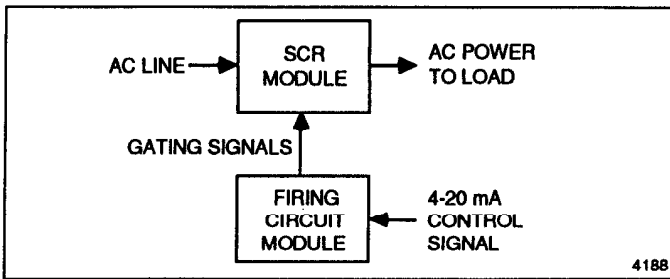 AC LINE
SCR
MODULE
AC POWER
TO LOAD
GATING SIGNALS
FIRING
CIRCUIT
MODULE
4-20 mA
CONTROL
SIGNAL
4188